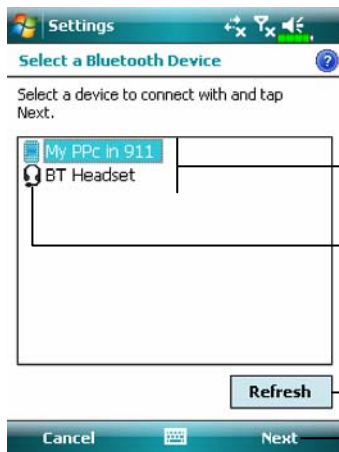 Settings
Select a Bluetooth Device
Select a device to connect with and tap
Next.
My PPc in 911
BT Headset
Refresh
Cancel
Next